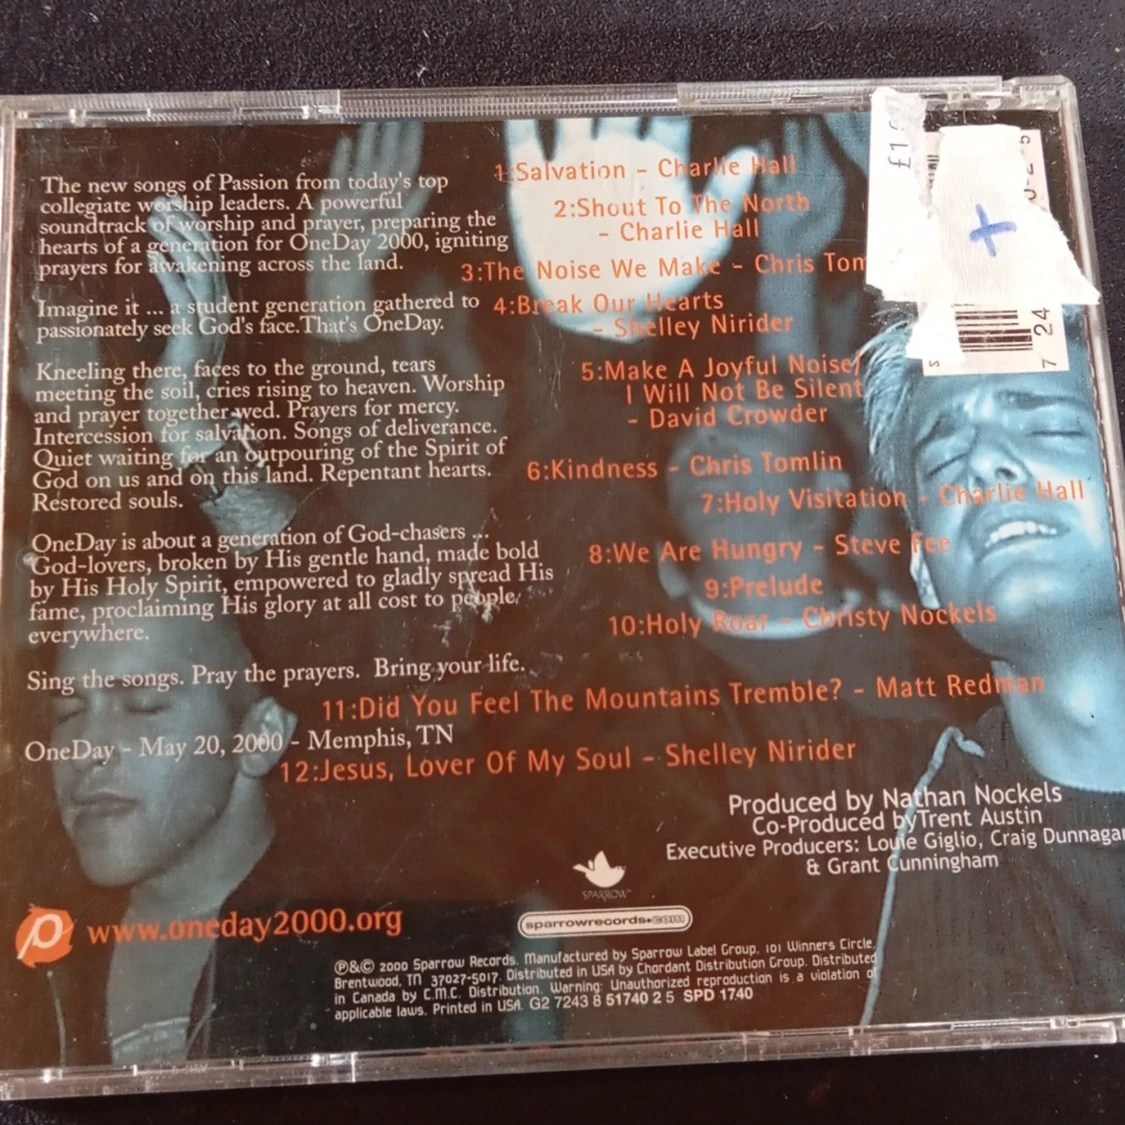 The new songs of Passion from today's top
collegiate worship leaders. A powerful
soundtrack of worship and prayer, preparing the
hearts of a generation for OneDay 2000, igniting
prayers for awakening across the land.
Imagine it ... a student generation gathered to
passionately seek God's face.That's OneDay.
Kneeling there, faces to the ground, tears
meeting the soil, cries rising to heaven. Worship
and prayer together wed. Prayers for mercy.
Intercession for salvation. Songs of deliverance.
Quiet waiting for an outpouring of the Spirit of
God on us and on this land. Repentant hearts.
Restored souls.
OneDay is about a generation of God-chasers ...
God-lovers, broken by His gentle hand, made bold
by His Holy Spirit, empowered to gladly spread His
fame, proclaiming His glory at all cost to people
everywhere.
Sing the songs. Pray the prayers. Bring your life.
OneDay - May 20, 2000 - Memphis, TN
1:Salvation - Charlie Hall
2:Shout To The North
- Charlie Hall
3:The Noise We Make - Chris Tom
4:Break Our Hearts
- Shelley Nirider
5:Make A Joyful Noise/
I Will Not Be Silent
- David Crowder
6:Kindness - Chris Tomlin
7:Holy Visitation - Charlie Hall
8:We Are Hungry - Steve Fee
9:Prelude
10:Holy Roar - Christy Nockels
11:Did You Feel The Mountains Tremble? - Matt Redman
12:Jesus, Lover Of My Soul - Shelley Nirider
Produced by Nathan Nockels
Co-Produced byTrent Austin
Executive Producers: Louie Giglio, Craig Dunnagan
& Grant Cunningham
SPARROW
sparrowrecords.com
www.oneday2000.org
℗&© 2000 Sparrow Records. Manufactured by Sparrow Label Group, 101 Winners Circle,
Brentwood, TN 37027-5017. Distributed in USA by Chordant Distribution Group. Distributed
in Canada by C.M.C. Distribution. Warning: Unauthorized reproduction is a violation of
applicable laws. Printed in USA. G2 7243 8 51740 2 5 SPD 1740
+
7 24